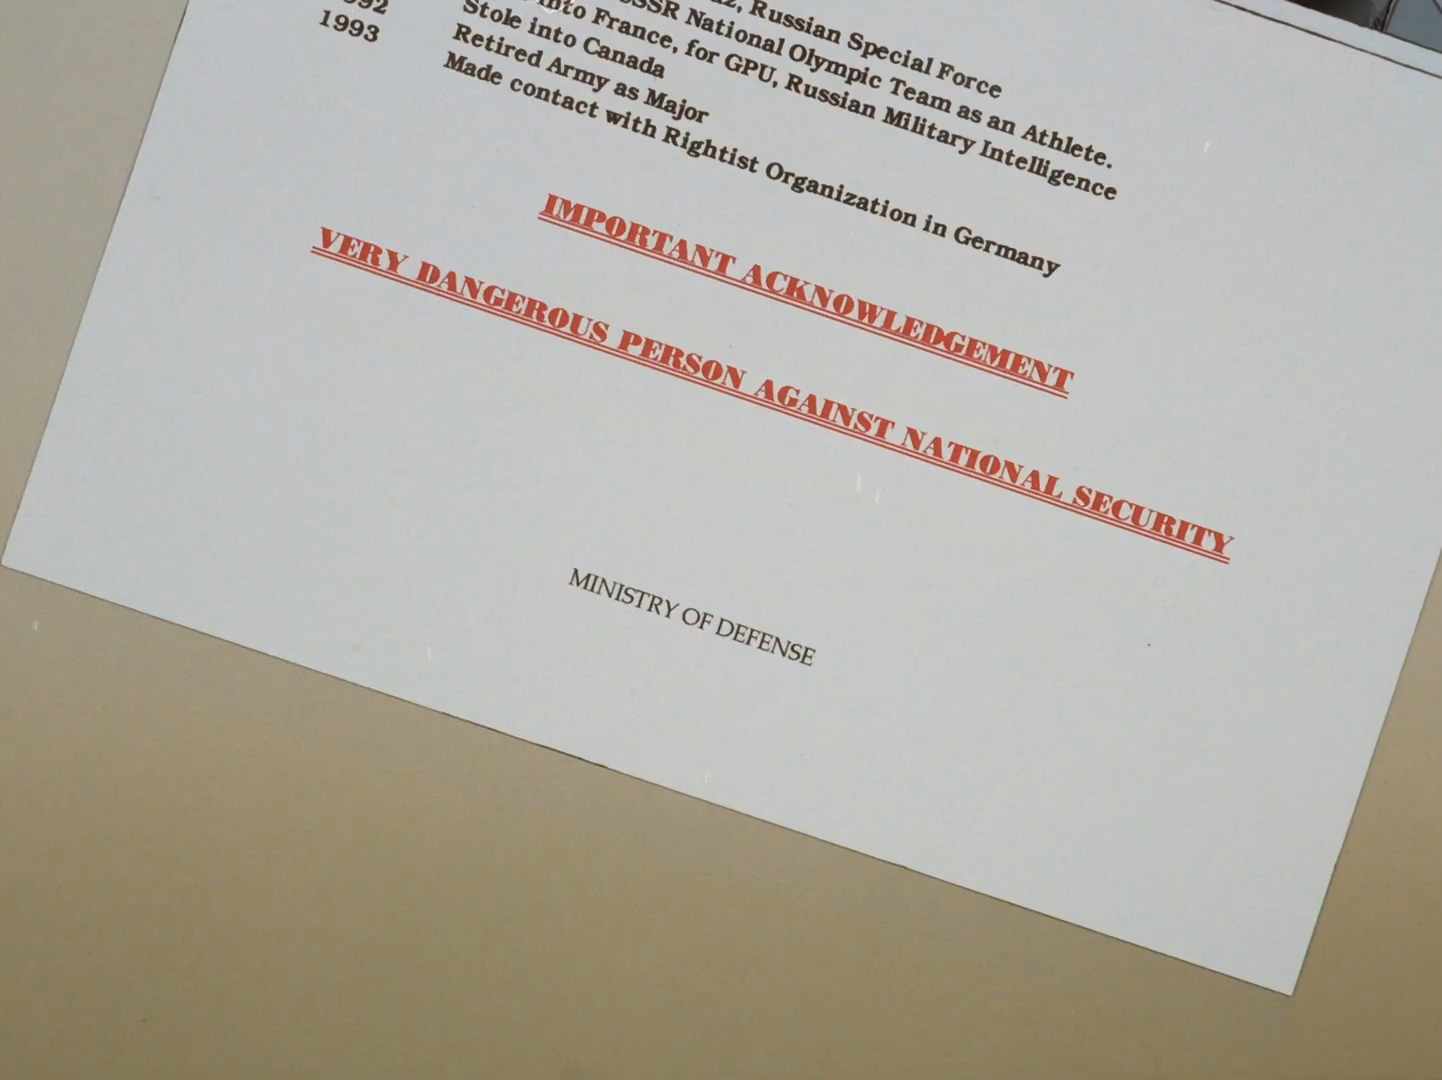 Russian Special Force
National Olympic Team as an Athlete.
into France, for GPU, Russian Military Intelligence
Stole into Canada
Retired Army as Major
1993 Made contact with Rightist Organization in Germany
IMPORTANT ACKNOWLEDGEMENT
VERY DANGEROUS PERSON AGAINST NATIONAL SECURITY
MINISTRY OF DEFENSE